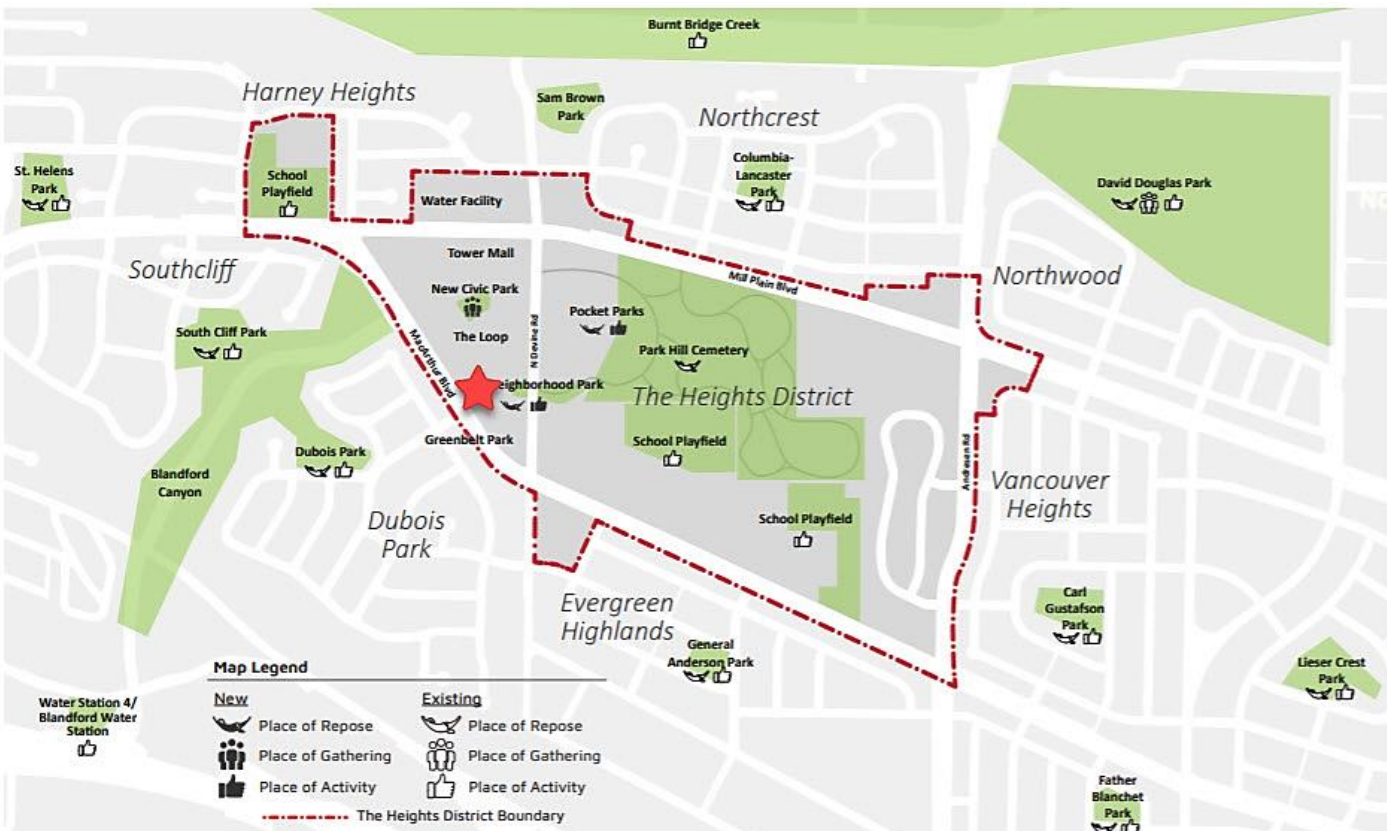 Burnt Bridge Creek
Harney Heights
Sam Brown
Park
Northcrest
St. Helens
Park
School
Playfield
Columbia-
Lancaster
Park
David Douglas Park
No
Water Facility
Southcliff
Tower Mall
Mill Plain Blvd
Northwood
New Civic Park
South Cliff Park
MacArthur Blvd
The Loop
N Devine Rd
Pocket Parks
Park Hill Cemetery
eighborhood Park
The Heights District
Greenbelt Park
School Playfield
Andresen Rd
Dubois Park
Blandford
Canyon
Vancouver
Heights
Dubois
Park
School Playfield
Evergreen
Highlands
Carl
Gustafson
Park
General
Anderson Park
Lieser Crest
Park
Water Station 4/
Blandford Water
Station
Father
Blanchet
Park
Map Legend
New
Place of Repose
Place of Gathering
Place of Activity
Existing
Place of Repose
Place of Gathering
Place of Activity
The Heights District Boundary